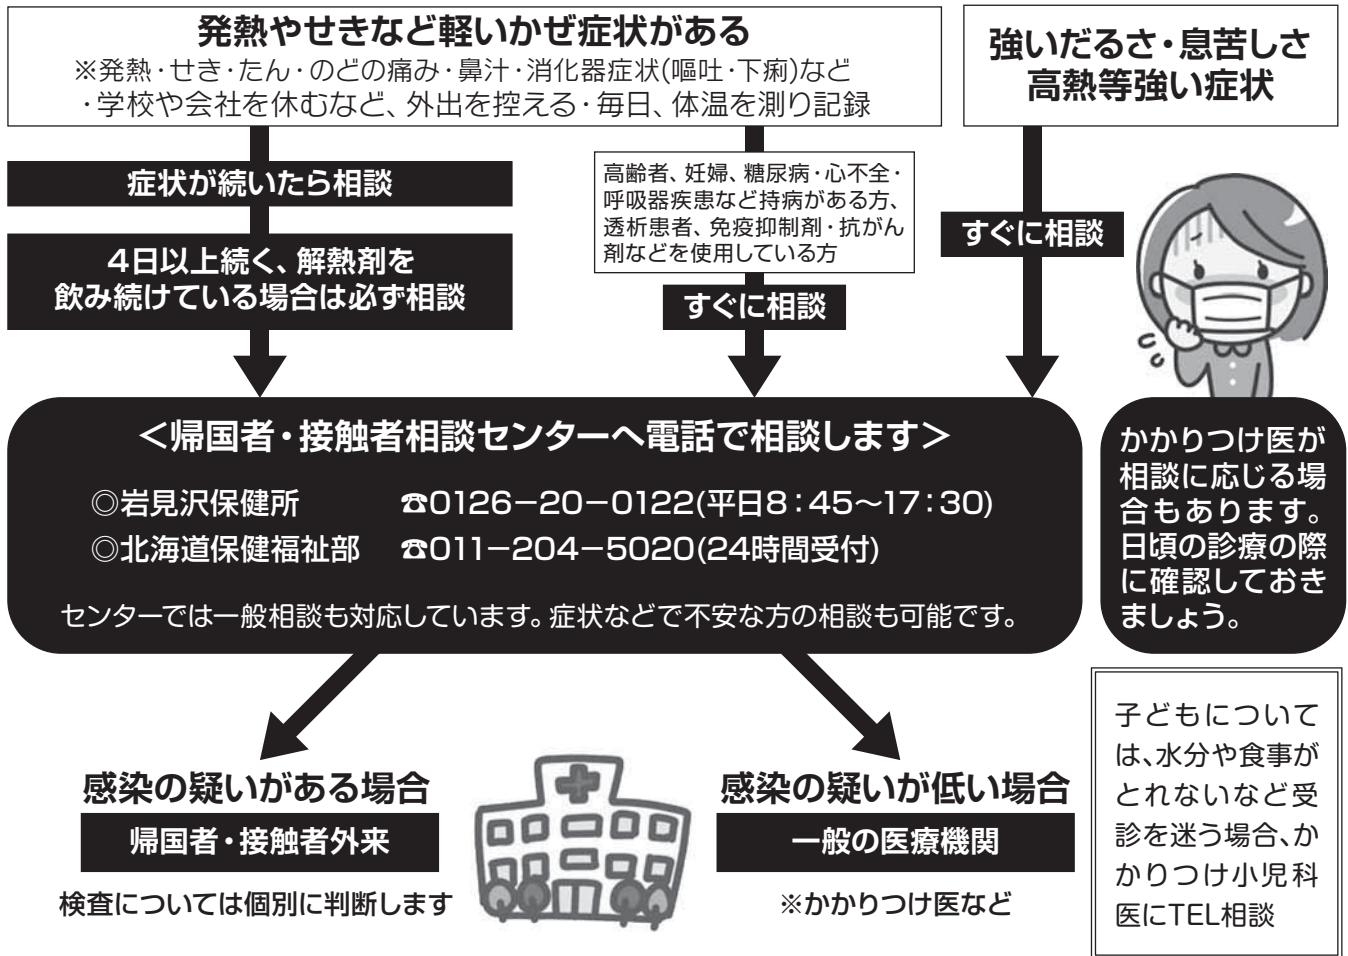 発熱やせきなど軽いかぜ症状がある
※発熱・せき・たん・のどの痛み・鼻汁・消化器症状(嘔吐・下痢)など
・学校や会社を休むなど、外出を控える・毎日、体温を測り記録
強いだるさ・息苦しさ
高熱等強い症状
症状が続いたら相談
4日以上続く、解熱剤を
飲み続けている場合は必ず相談
高齢者、妊婦、糖尿病・心不全・
呼吸器疾患など持病がある方、
透析患者、免疫抑制剤・抗がん
剤などを使用している方
すぐに相談
すぐに相談
＜帰国者・接触者相談センターへ電話で相談します＞
◎岩見沢保健所 ☎0126－20－0122(平日8：45～17：30)
◎北海道保健福祉部 ☎011－204－5020(24時間受付)
センターでは一般相談も対応しています。症状などで不安な方の相談も可能です。
かかりつけ医が
相談に応じる場
合もあります。
日頃の診療の際
に確認しておき
ましょう。
感染の疑いがある場合
帰国者・接触者外来
検査については個別に判断します
感染の疑いが低い場合
一般の医療機関
※かかりつけ医など
子どもについて
は、水分や食事が
とれないなど受
診を迷う場合、か
かりつけ小児科
医にTEL相談